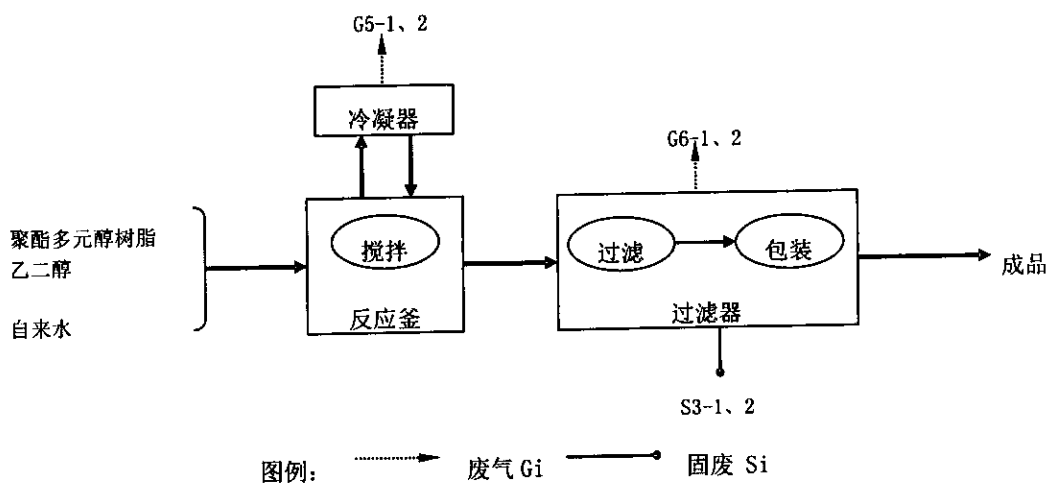 G5-1、2
冷凝器
G6-1、2
聚酯多元醇树脂
乙二醇
自来水
搅拌
反应釜
过滤
包装
过滤器
成品
S3-1、2
图例： 废气Gi 固废 Si